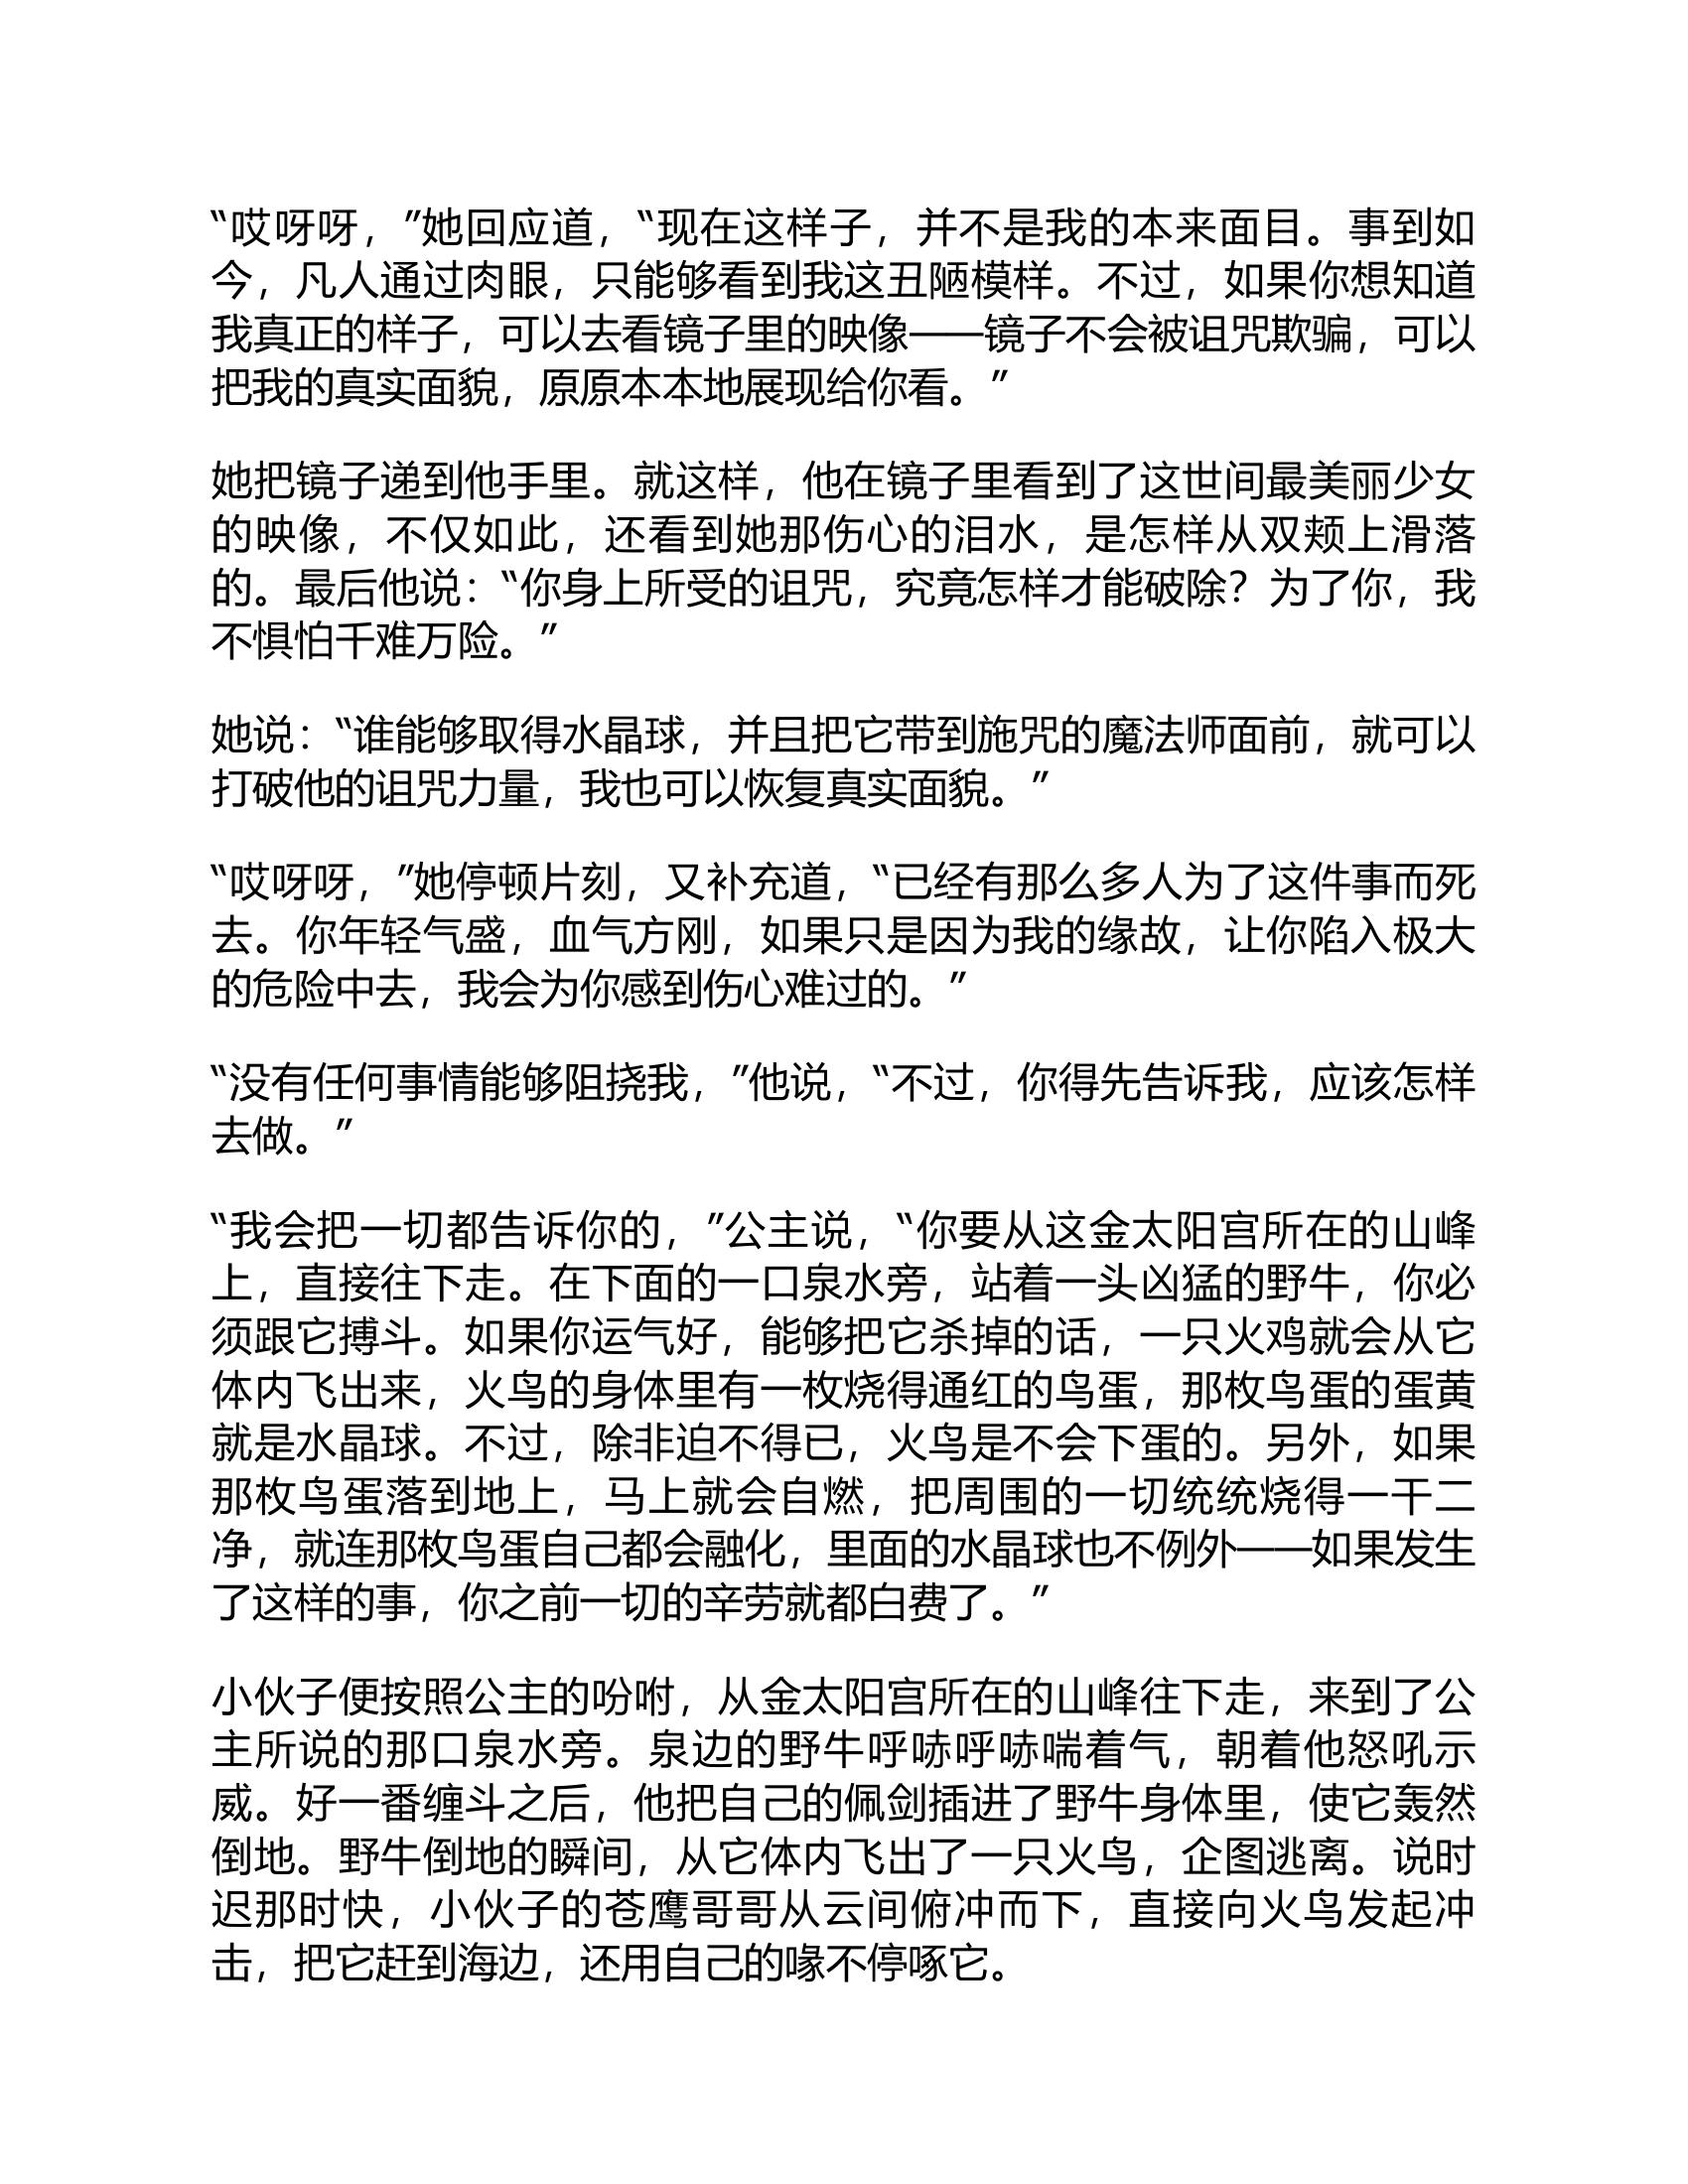 “哎呀呀，”她回应道，“现在这样子，并不是我的本来面目。事到如
今，凡人通过肉眼，只能够看到我这丑陋模样。不过，如果你想知道
我真正的样子，可以去看镜子里的映像——镜子不会被诅咒欺骗，可以
把我的真实面貌，原原本本地展现给你看。”
她把镜子递到他手里。就这样，他在镜子里看到了这世间最美丽少女
的映像，不仅如此，还看到她那伤心的泪水，是怎样从双颊上滑落
的。最后他说：“你身上所受的诅咒，究竟怎样才能破除？为了你，我
不惧怕千难万险。”
她说：“谁能够取得水晶球，并且把它带到施咒的魔法师面前，就可以
打破他的诅咒力量，我也可以恢复真实面貌。”
“哎呀呀，”她停顿片刻，又补充道，“已经有那么多人为了这件事而死
去。你年轻气盛，血气方刚，如果只是因为我的缘故，让你陷入极大
的危险中去，我会为你感到伤心难过的。”
“没有任何事情能够阻挠我，”他说，“不过，你得先告诉我，应该怎样
去做。”
“我会把一切都告诉你的，”公主说，“你要从这金太阳宫所在的山峰
上，直接往下走。在下面的一口泉水旁，站着一头凶猛的野牛，你必
须跟它搏斗。如果你运气好，能够把它杀掉的话，一只火鸡就会从它
体内飞出来，火鸟的身体里有一枚烧得通红的鸟蛋，那枚鸟蛋的蛋黄
就是水晶球。不过，除非迫不得已，火鸟是不会下蛋的。另外，如果
那枚鸟蛋落到地上，马上就会自燃，把周围的一切统统烧得一干二
净，就连那枚鸟蛋自己都会融化，里面的水晶球也不例外——如果发生
了这样的事，你之前一切的辛劳就都白费了。”
小伙子便按照公主的吩咐，从金太阳宫所在的山峰往下走，来到了公
主所说的那口泉水旁。泉边的野牛呼哧呼哧喘着气，朝着他怒吼示
威。好一番缠斗之后，他把自己的佩剑插进了野牛身体里，使它轰然
倒地。野牛倒地的瞬间，从它体内飞出了一只火鸟，企图逃离。说时
迟那时快，小伙子的苍鹰哥哥从云间俯冲而下，直接向火鸟发起冲
击，把它赶到海边，还用自己的喙不停啄它。